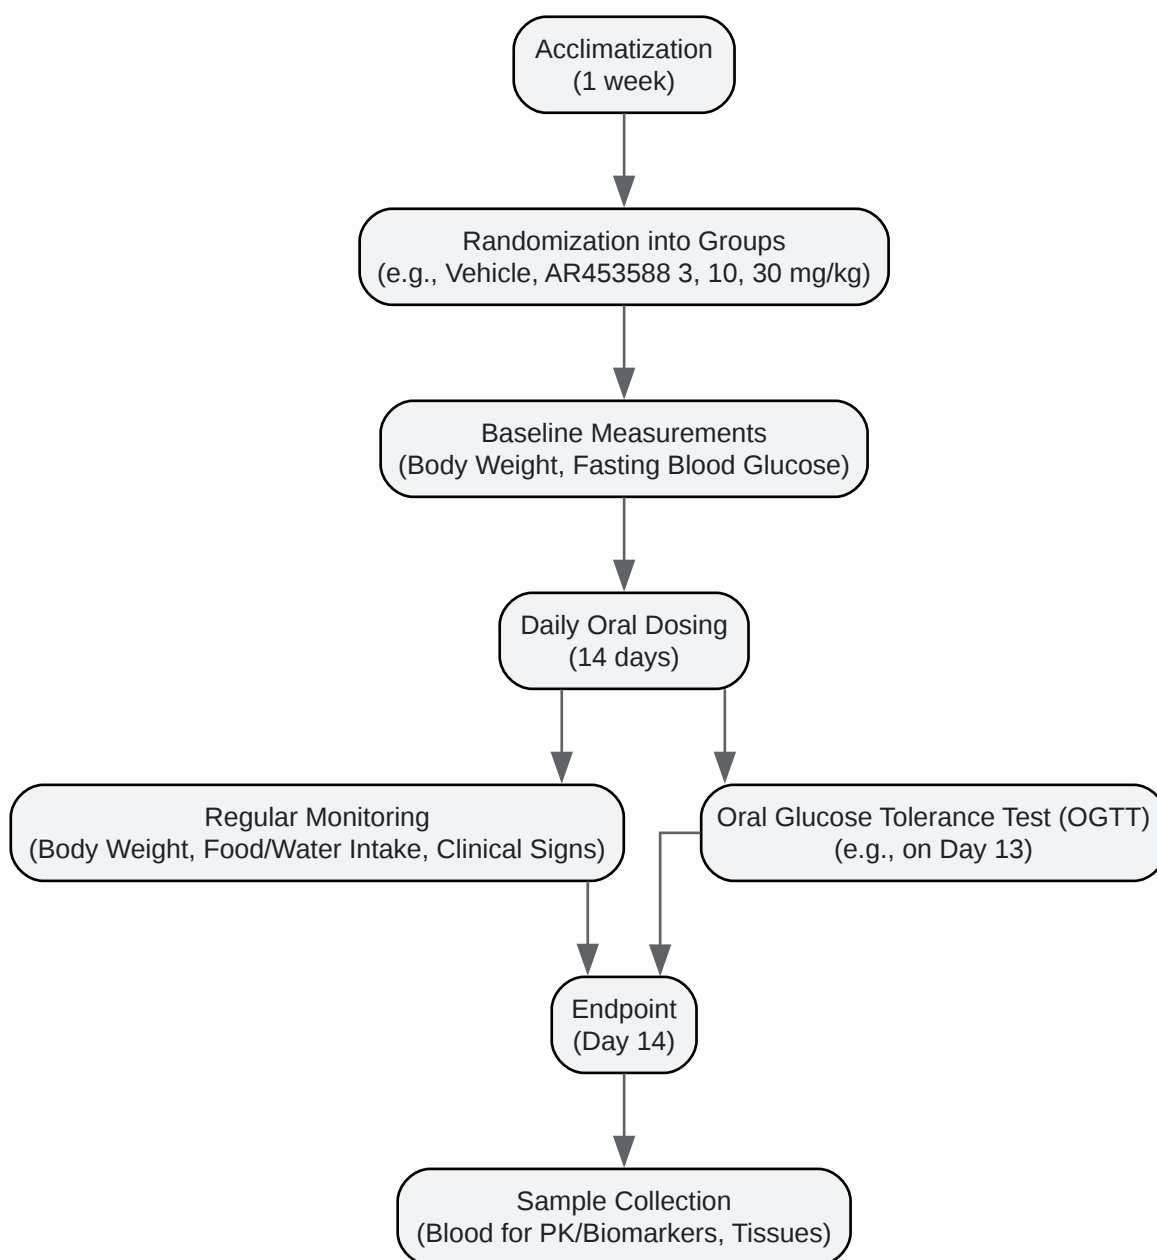 Acclimatization
(1 week)
Randomization into Groups
(e.g., Vehicle, AR453588 3, 10, 30 mg/kg)
Baseline Measurements
(Body Weight, Fasting Blood Glucose)
Daily Oral Dosing
(14 days)
Regular Monitoring
(Body Weight, Food/Water Intake, Clinical Signs)
Oral Glucose Tolerance Test (OGTT)
(e.g., on Day 13)
Endpoint
(Day 14)
Sample Collection
(Blood for PK/Biomarkers, Tissues)